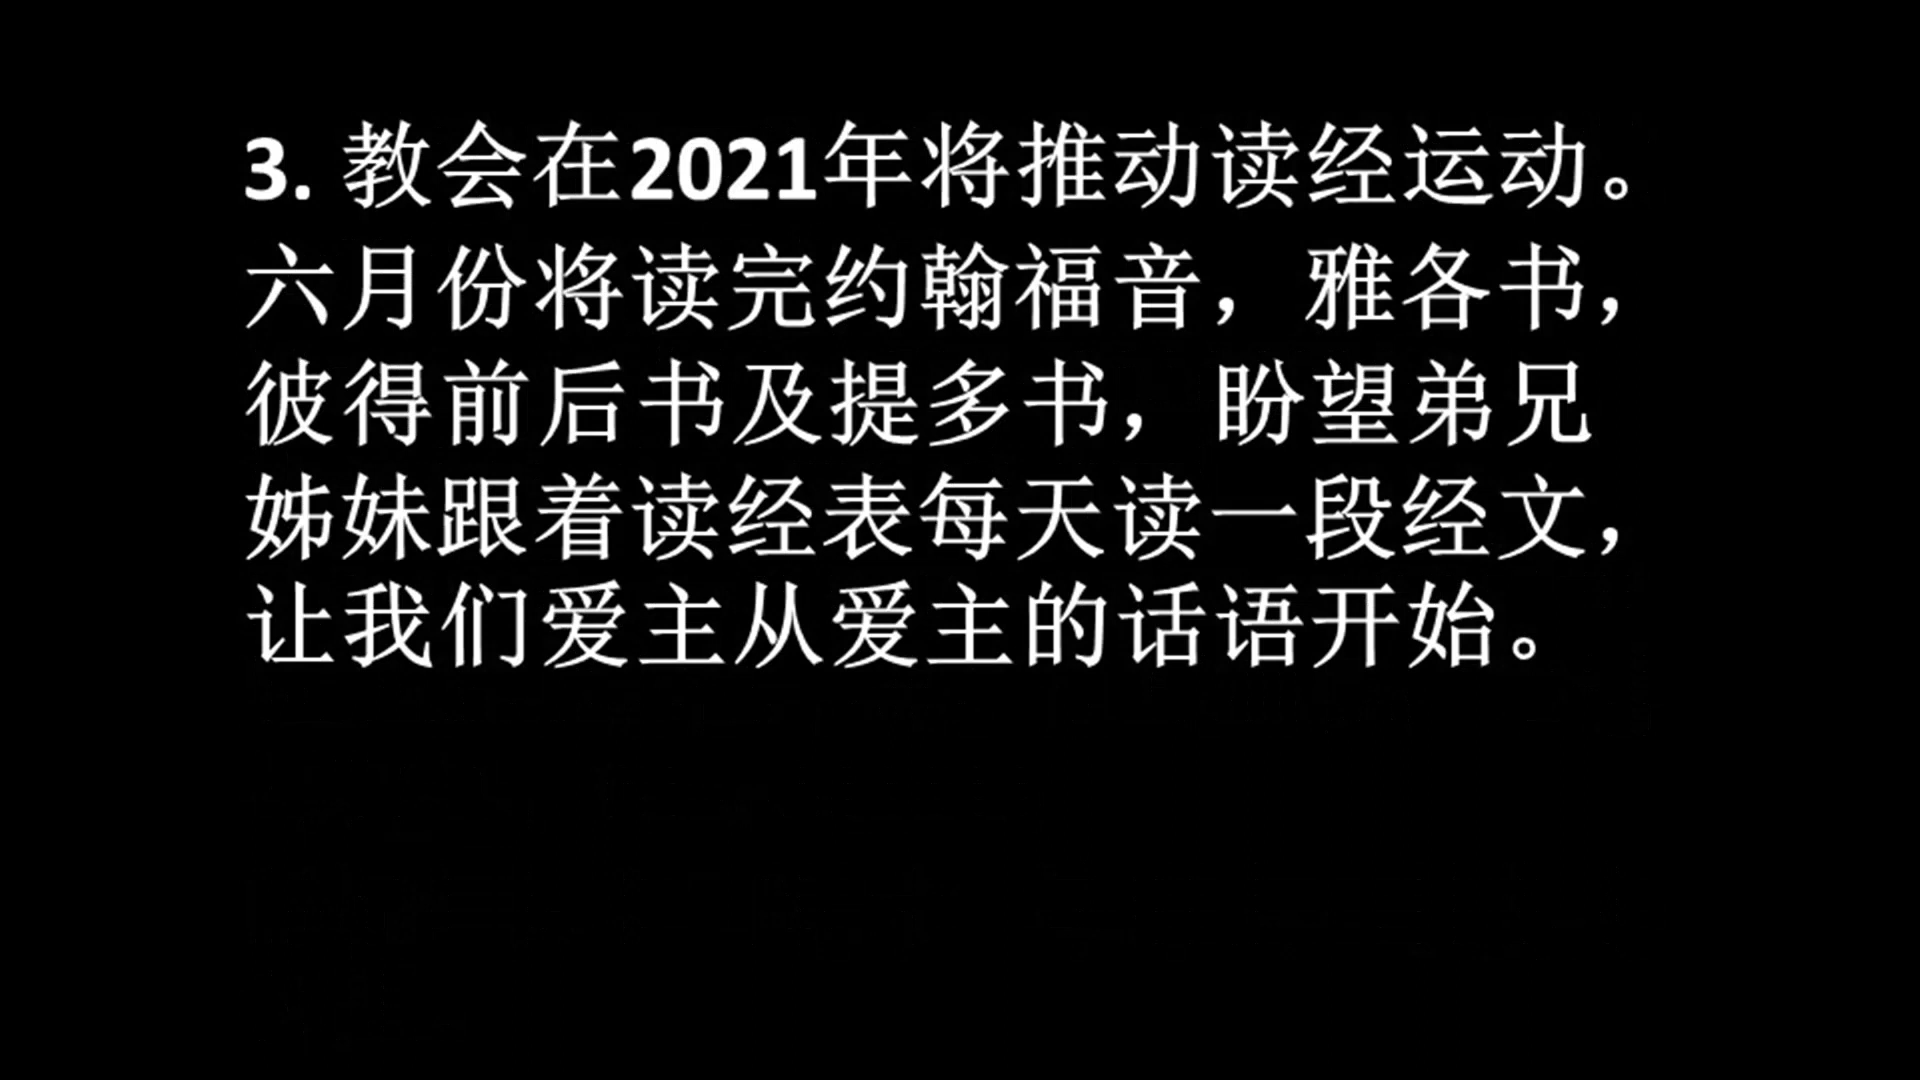 3. 教会在2021年将推动读经运动。
六月份将读完约翰福音，雅各书，
彼得前后书及提多书，盼望弟兄
姊妹跟着读经表每天读一段经文，
让我们爱主从爱主的话语开始。